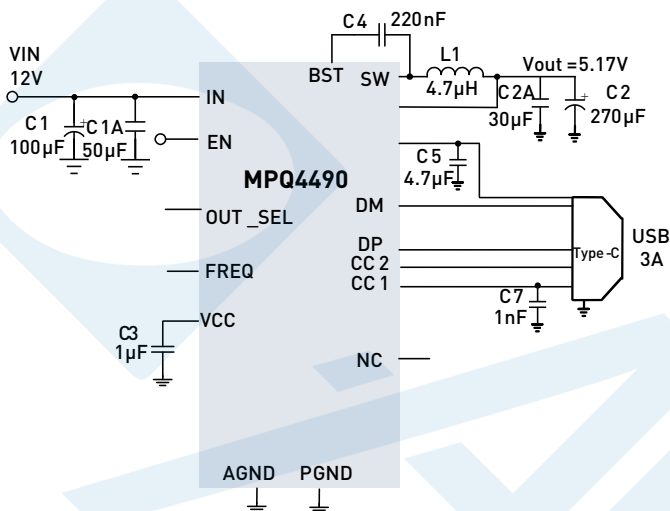 C4
220nF
VIN
12V
BST
SW
L1
4.7µH
Vout =5.17V
C2A
30µF
C2
270µF
IN
C1
100µF
C1A
50µF
EN
MPQ4490
C5
4.7µF
OUT_SEL
DM
DP
CC2
CC1
Type-C
USB
3A
FREQ
C7
1nF
VCC
C3
1µF
NC
AGND
PGND
+
+